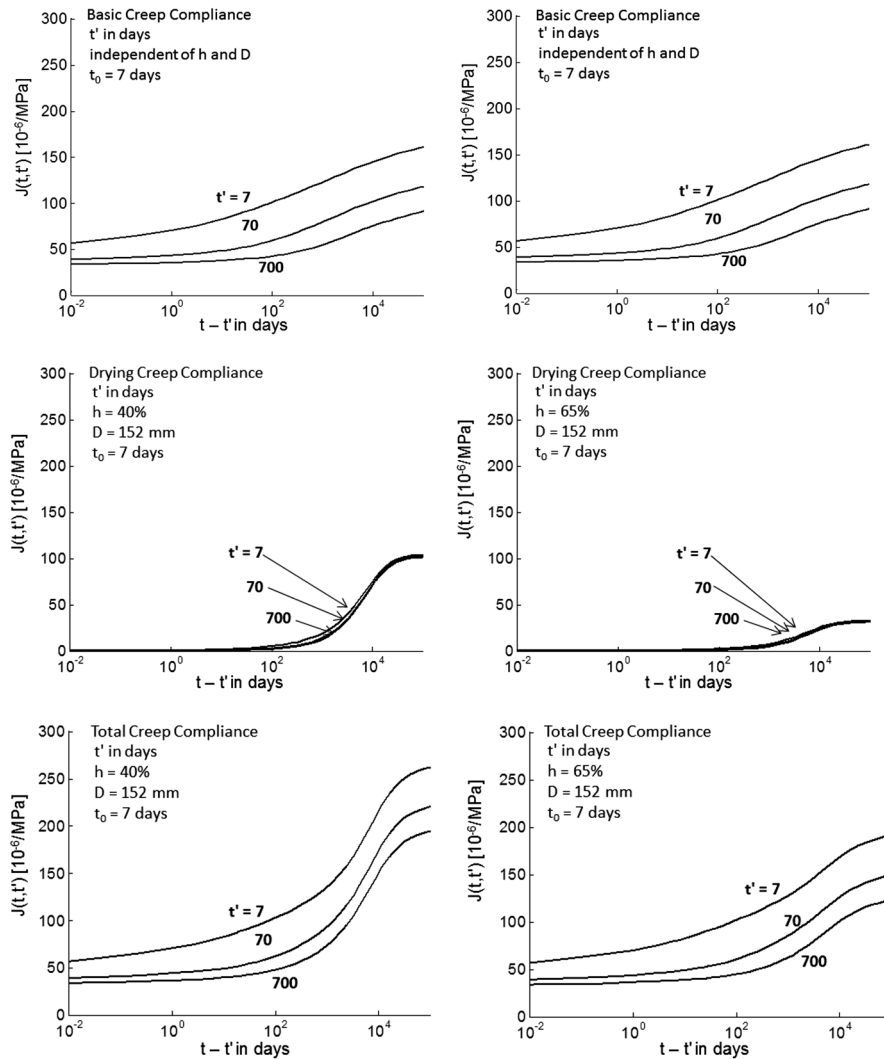 Basic Creep Compliance
t' in days
independent of h and D
t₀ = 7 days
J(t,t') [10⁻⁶/MPa]
300
250
200
150
100
50
0
t' = 7
70
700
10⁻²
10⁰
10²
10⁴
t – t' in days
Basic Creep Compliance
t' in days
independent of h and D
t₀ = 7 days
J(t,t') [10⁻⁶/MPa]
300
250
200
150
100
50
0
t' = 7
70
700
10⁻²
10⁰
10²
10⁴
t – t' in days
Drying Creep Compliance
t' in days
h = 40%
D = 152 mm
t₀ = 7 days
J(t,t') [10⁻⁶/MPa]
300
250
200
150
100
50
0
t' = 7
70
700
10⁻²
10⁰
10²
10⁴
t – t' in days
Drying Creep Compliance
t' in days
h = 65%
D = 152 mm
t₀ = 7 days
J(t,t') [10⁻⁶/MPa]
300
250
200
150
100
50
0
t' = 7
70
700
10⁻²
10⁰
10²
10⁴
t – t' in days
Total Creep Compliance
t' in days
h = 40%
D = 152 mm
t₀ = 7 days
J(t,t') [10⁻⁶/MPa]
300
250
200
150
100
50
0
t' = 7
70
700
10⁻²
10⁰
10²
10⁴
t – t' in days
Total Creep Compliance
t' in days
h = 65%
D = 152 mm
t₀ = 7 days
J(t,t') [10⁻⁶/MPa]
300
250
200
150
100
50
0
t' = 7
70
700
10⁻²
10⁰
10²
10⁴
t – t' in days